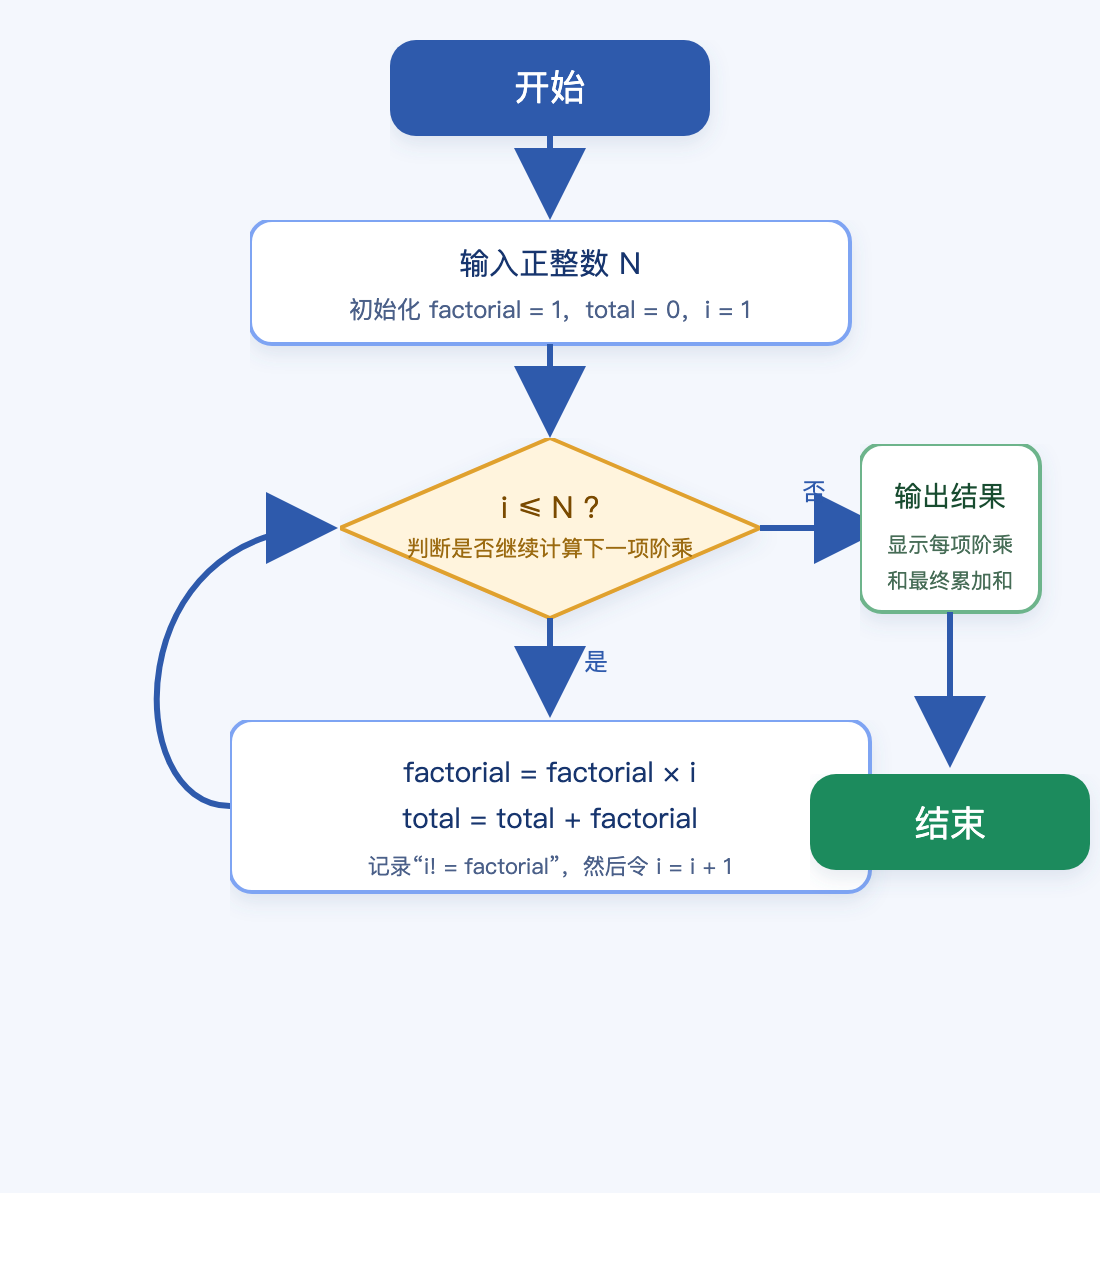 开始
输入正整数 N
初始化 factorial = 1，total = 0，i = 1
i ⩽ N ?
判断是否继续计算下一项阶乘
否
输出结果
显示每项阶乘
和最终累加和
是
factorial = factorial × i
total = total + factorial
记录“i! = factorial”，然后令 i = i + 1
结束